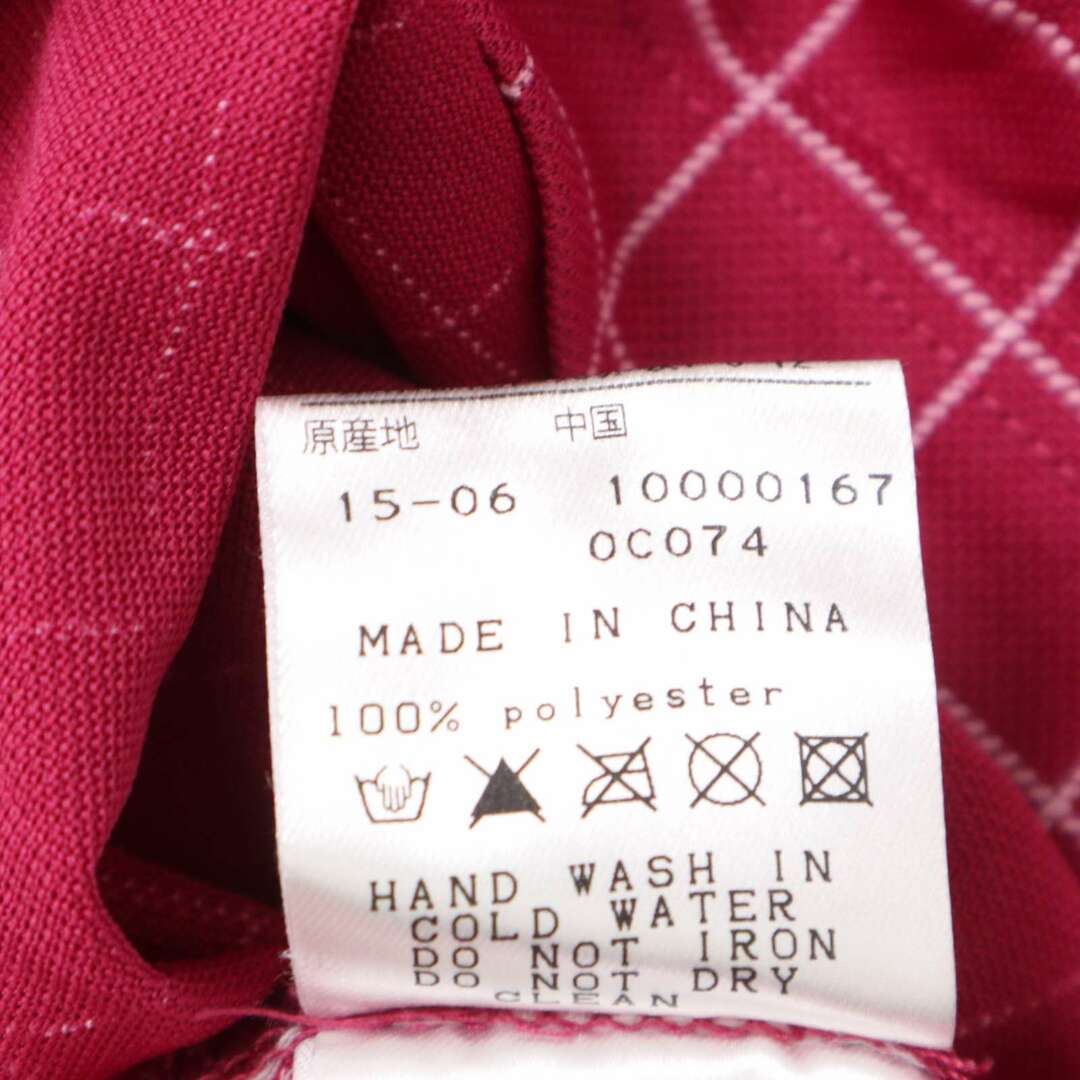 原産地 中国
15-06 10000167
0C074
MADE IN CHINA
100% polyester
HAND WASH IN
COLD WATER
DO NOT IRON
DO NOT DRY
CLEAN